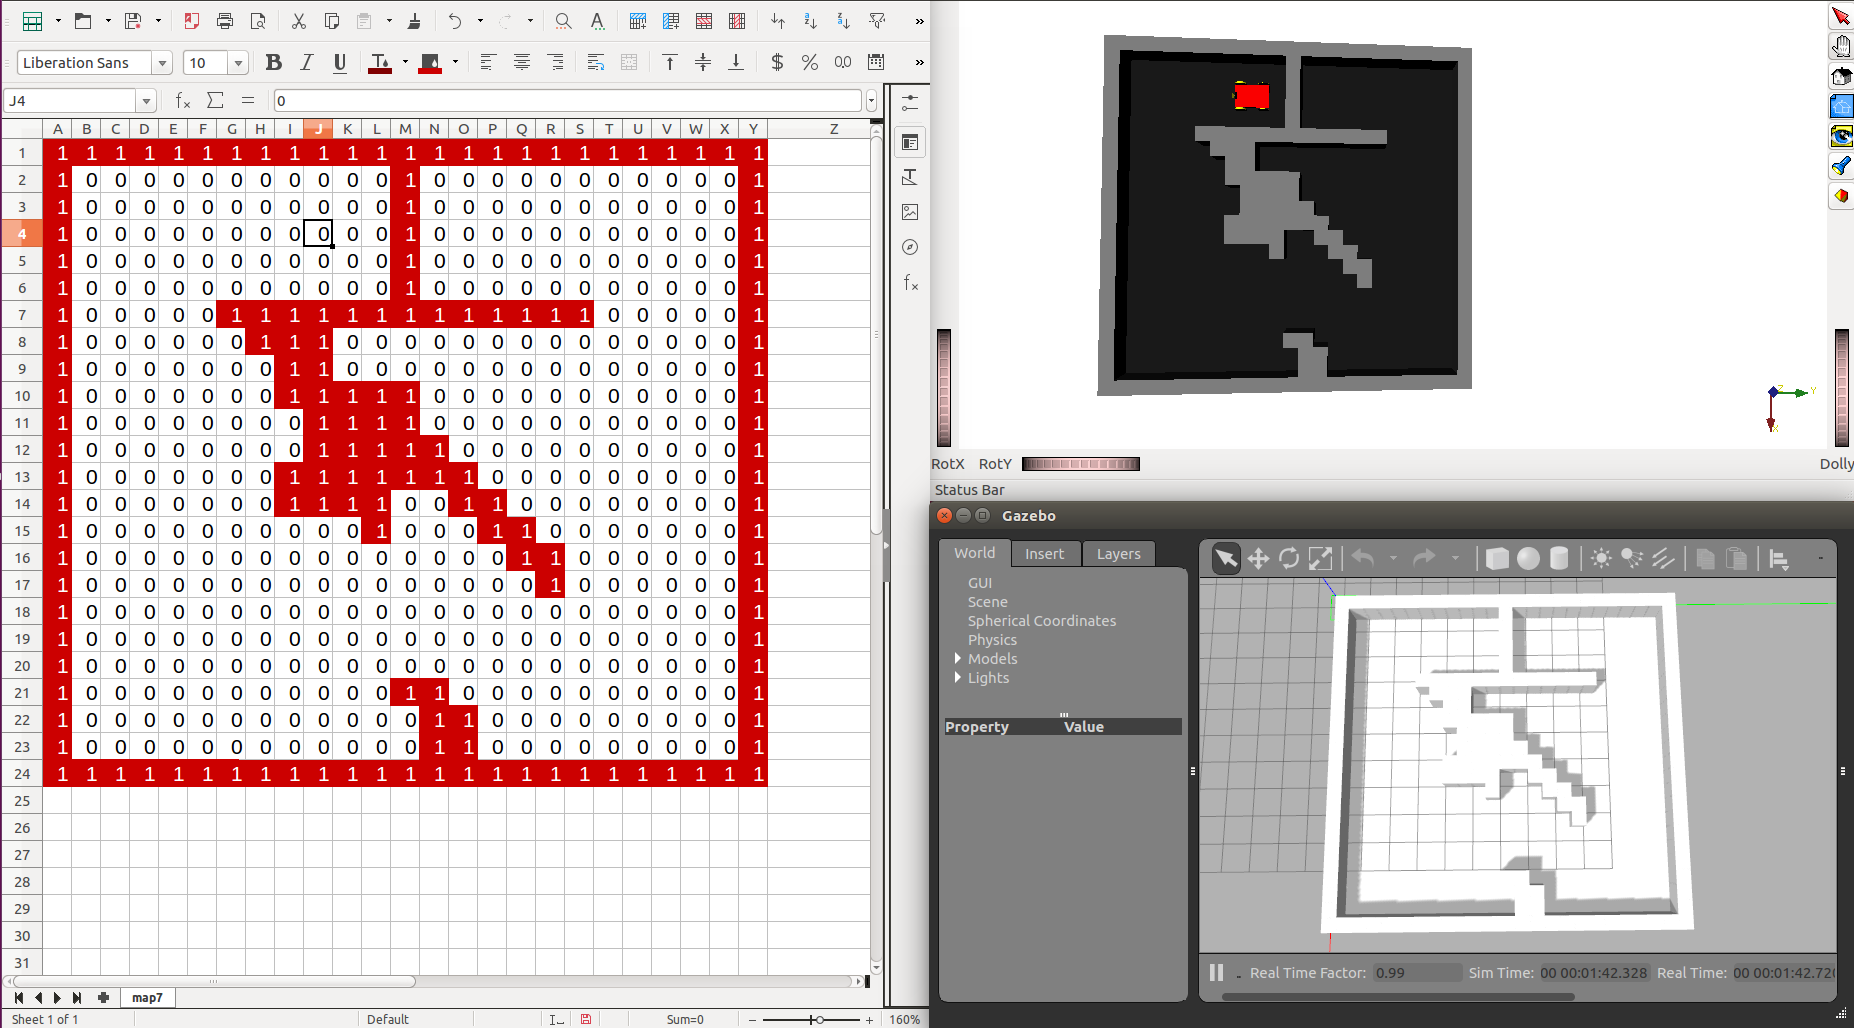 Liberation Sans 10 B I U T $ % 0.0
J4 fx Σ = 0
A B C D E F G H I J K L M N O P Q R S T U V W X Y Z
1 1 1 1 1 1 1 1 1 1 1 1 1 1 1 1 1 1 1 1 1 1 1 1 1 1
2 1 0 0 0 0 0 0 0 0 0 0 0 1 0 0 0 0 0 0 0 0 0 0 0 1
3 1 0 0 0 0 0 0 0 0 0 0 0 1 0 0 0 0 0 0 0 0 0 0 0 1
4 1 0 0 0 0 0 0 0 0 0 0 0 1 0 0 0 0 0 0 0 0 0 0 0 1
5 1 0 0 0 0 0 0 0 0 0 0 0 1 0 0 0 0 0 0 0 0 0 0 0 1
6 1 0 0 0 0 0 0 0 0 0 0 0 1 0 0 0 0 0 0 0 0 0 0 0 1
7 1 0 0 0 0 0 1 1 1 1 1 1 1 1 1 1 1 1 1 0 0 0 0 0 1
8 1 0 0 0 0 0 0 1 1 1 0 0 0 0 0 0 0 0 0 0 0 0 0 0 1
9 1 0 0 0 0 0 0 0 1 1 0 0 0 0 0 0 0 0 0 0 0 0 0 0 1
10 1 0 0 0 0 0 0 0 1 1 1 1 1 0 0 0 0 0 0 0 0 0 0 0 1
11 1 0 0 0 0 0 0 0 0 1 1 1 1 0 0 0 0 0 0 0 0 0 0 0 1
12 1 0 0 0 0 0 0 0 0 1 1 1 1 1 0 0 0 0 0 0 0 0 0 0 1
13 1 0 0 0 0 0 0 0 1 1 1 1 1 1 1 0 0 0 0 0 0 0 0 0 1
14 1 0 0 0 0 0 0 0 1 1 1 1 0 0 1 1 0 0 0 0 0 0 0 0 1
15 1 0 0 0 0 0 0 0 0 0 0 1 0 0 0 1 1 0 0 0 0 0 0 0 1
16 1 0 0 0 0 0 0 0 0 0 0 0 0 0 0 0 1 1 0 0 0 0 0 0 1
17 1 0 0 0 0 0 0 0 0 0 0 0 0 0 0 0 0 1 0 0 0 0 0 0 1
18 1 0 0 0 0 0 0 0 0 0 0 0 0 0 0 0 0 0 0 0 0 0 0 0 1
19 1 0 0 0 0 0 0 0 0 0 0 0 0 0 0 0 0 0 0 0 0 0 0 0 1
20 1 0 0 0 0 0 0 0 0 0 0 0 0 0 0 0 0 0 0 0 0 0 0 0 1
21 1 0 0 0 0 0 0 0 0 0 0 0 1 1 0 0 0 0 0 0 0 0 0 0 1
22 1 0 0 0 0 0 0 0 0 0 0 0 0 1 1 0 0 0 0 0 0 0 0 0 1
23 1 0 0 0 0 0 0 0 0 0 0 0 0 1 1 0 0 0 0 0 0 0 0 0 1
24 1 1 1 1 1 1 1 1 1 1 1 1 1 1 1 1 1 1 1 1 1 1 1 1 1
25
26
27
28
29
30
31
map7
Sheet 1 of 1 Default Sum=0 160%
Z Y
X
RotX RotY Dolly
Status Bar
Gazebo
World Insert Layers
GUI
Scene
Spherical Coordinates
Physics
Models
Lights
Property Value
Real Time Factor: 0.99 Sim Time: 00 00:01:42.328 Real Time: 00 00:01:42.72